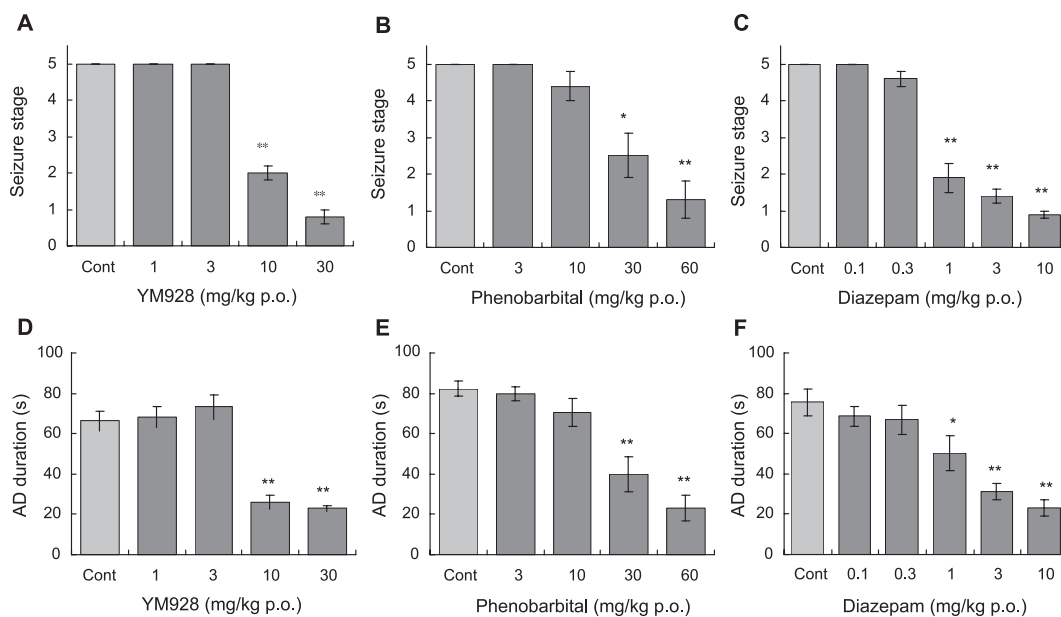 A
Seizure stage
5
4
3
2
1
0
**
**
Cont 1 3 10 30
YM928 (mg/kg p.o.)
B
Seizure stage
5
4
3
2
1
0
*
**
Cont 3 10 30 60
Phenobarbital (mg/kg p.o.)
C
Seizure stage
5
4
3
2
1
0
**
**
**
Cont 0.1 0.3 1 3 10
Diazepam (mg/kg p.o.)
D
AD duration (s)
100
80
60
40
20
0
**
**
Cont 1 3 10 30
YM928 (mg/kg p.o.)
E
AD duration (s)
100
80
60
40
20
0
**
**
Cont 3 10 30 60
Phenobarbital (mg/kg p.o.)
F
AD duration (s)
100
80
60
40
20
0
*
**
**
Cont 0.1 0.3 1 3 10
Diazepam (mg/kg p.o.)